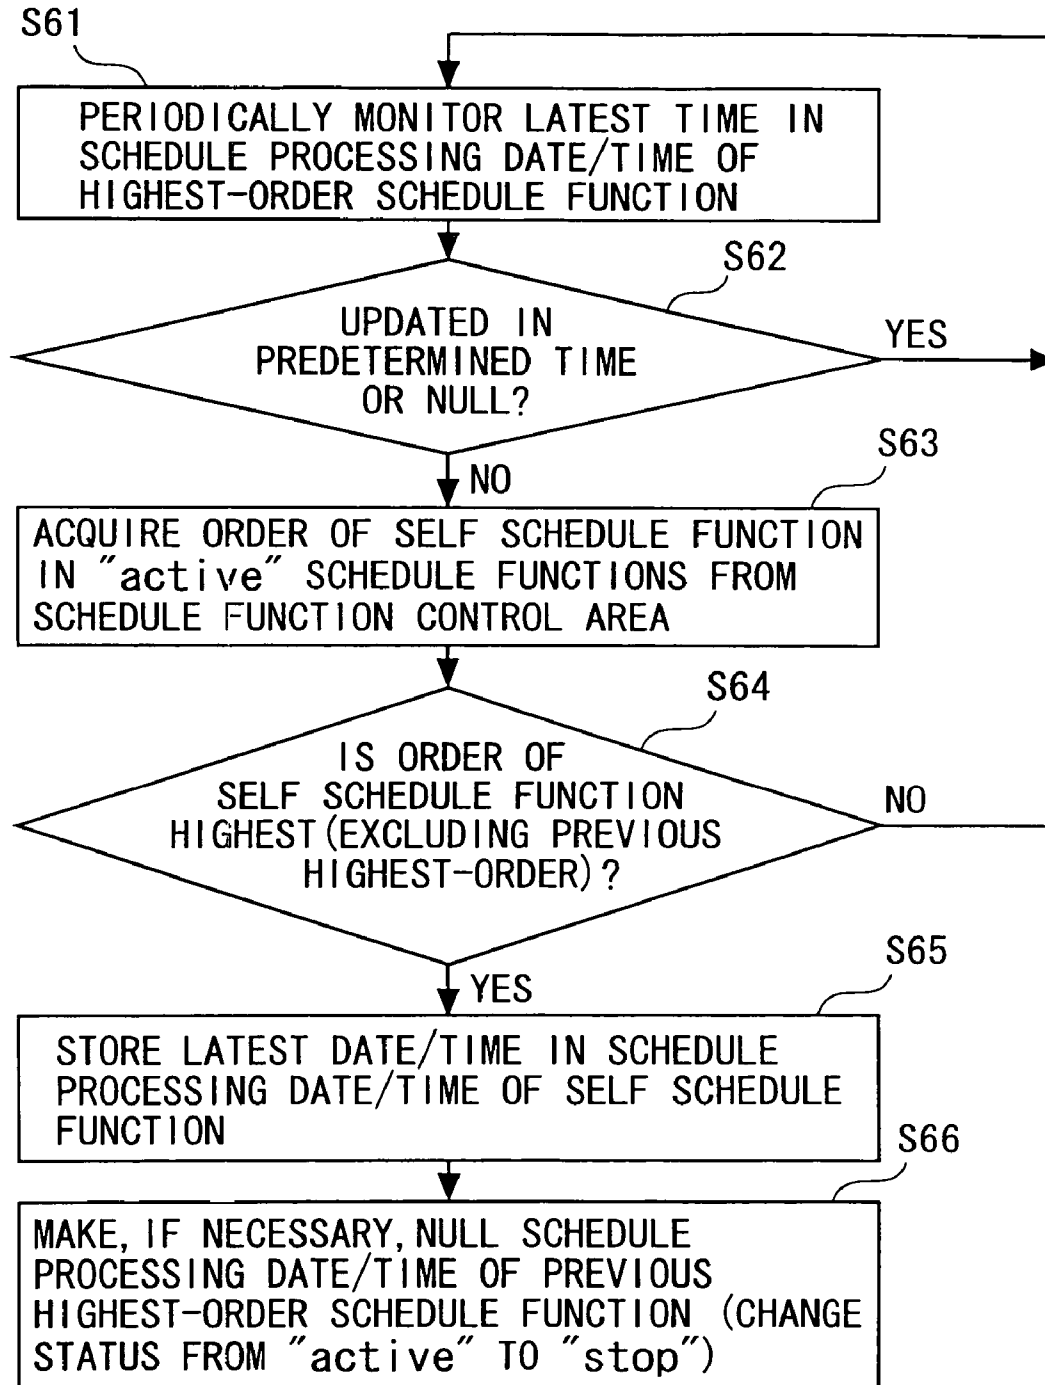 S61
PERIODICALLY MONITOR LATEST TIME IN
SCHEDULE PROCESSING DATE/TIME OF
HIGHEST-ORDER SCHEDULE FUNCTION
S62
UPDATED IN
PREDETERMINED TIME
OR NULL?
YES
NO
S63
ACQUIRE ORDER OF SELF SCHEDULE FUNCTION
IN "active" SCHEDULE FUNCTIONS FROM
SCHEDULE FUNCTION CONTROL AREA
S64
IS ORDER OF
SELF SCHEDULE FUNCTION
HIGHEST(EXCLUDING PREVIOUS
HIGHEST-ORDER)?
NO
YES
S65
STORE LATEST DATE/TIME IN SCHEDULE
PROCESSING DATE/TIME OF SELF SCHEDULE
FUNCTION
S66
MAKE, IF NECESSARY, NULL SCHEDULE
PROCESSING DATE/TIME OF PREVIOUS
HIGHEST-ORDER SCHEDULE FUNCTION (CHANGE
STATUS FROM "active" TO "stop")